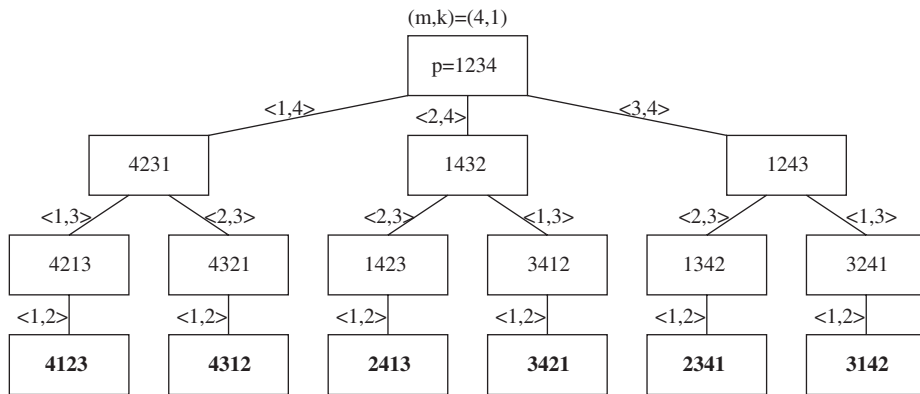 (m,k)=(4,1)
p=1234
<1,4> <2,4> <3,4>
4231 1432 1243
<1,3> <2,3> <2,3> <1,3> <2,3> <1,3>
4213 4321 1423 3412 1342 3241
<1,2> <1,2> <1,2> <1,2> <1,2> <1,2>
4123 4312 2413 3421 2341 3142